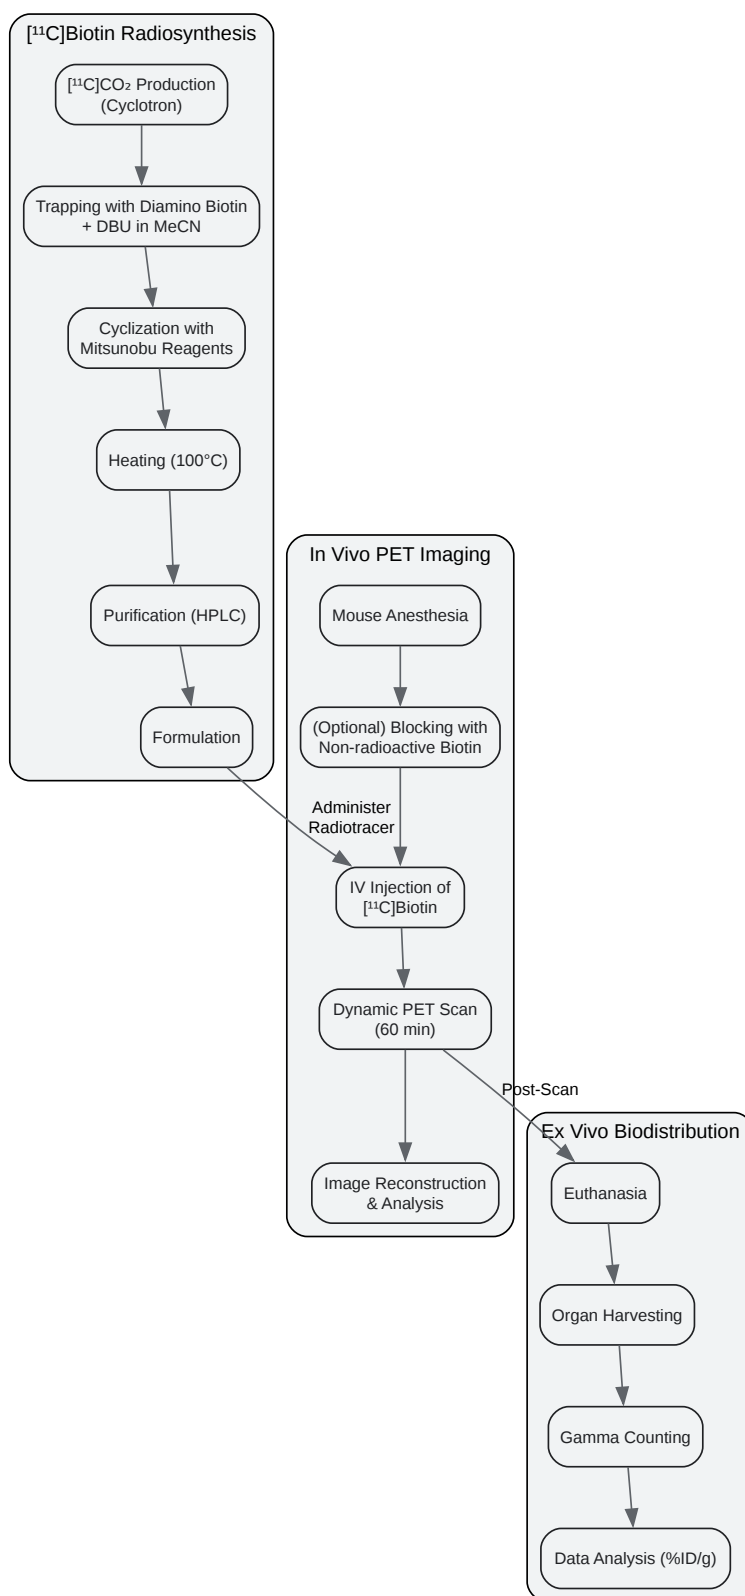 [¹¹C]Biotin Radiosynthesis
[¹¹C]CO₂ Production
(Cyclotron)
Trapping with Diamino Biotin
+ DBU in MeCN
Cyclization with
Mitsunobu Reagents
Heating (100°C)
Purification (HPLC)
Formulation
In Vivo PET Imaging
Mouse Anesthesia
(Optional) Blocking with
Non-radioactive Biotin
Administer
Radiotracer
IV Injection of
[¹¹C]Biotin
Dynamic PET Scan
(60 min)
Post-Scan
Image Reconstruction
& Analysis
Ex Vivo Biodistribution
Euthanasia
Organ Harvesting
Gamma Counting
Data Analysis (%ID/g)